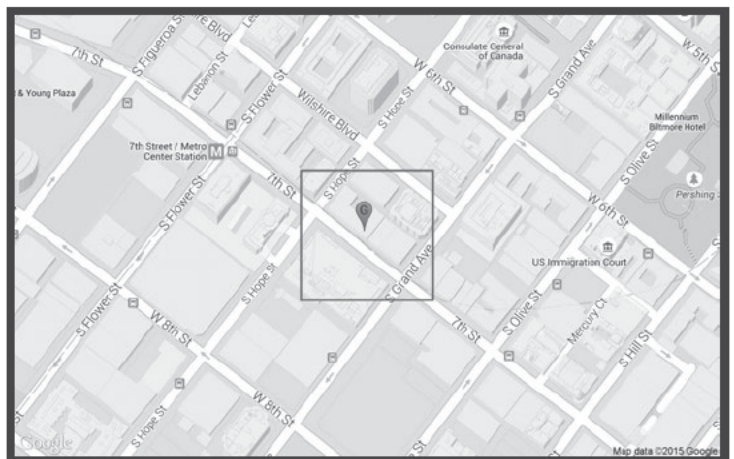 7th St
S Figueroa St
Wilshire Blvd
Lebanon St
S Flower St
W 6th St
Consulate General
of Canada
S Grand Ave
W 5th St
& Young Plaza
Wilshire Blvd
S Hope St
Millennium
Biltmore Hotel
S Olive St
7th Street / Metro
Center Station
M
7th St
S Hope St
Pershing
S Flower St
G
W 6th St
US Immigration Court
S Hope St
S Grand Ave
S Flower St
W 8th St
7th St
S Olive St
Mercury Ct
S Hill St
S Hope St
W 8th St
St
Google
Map data ©2015 Google